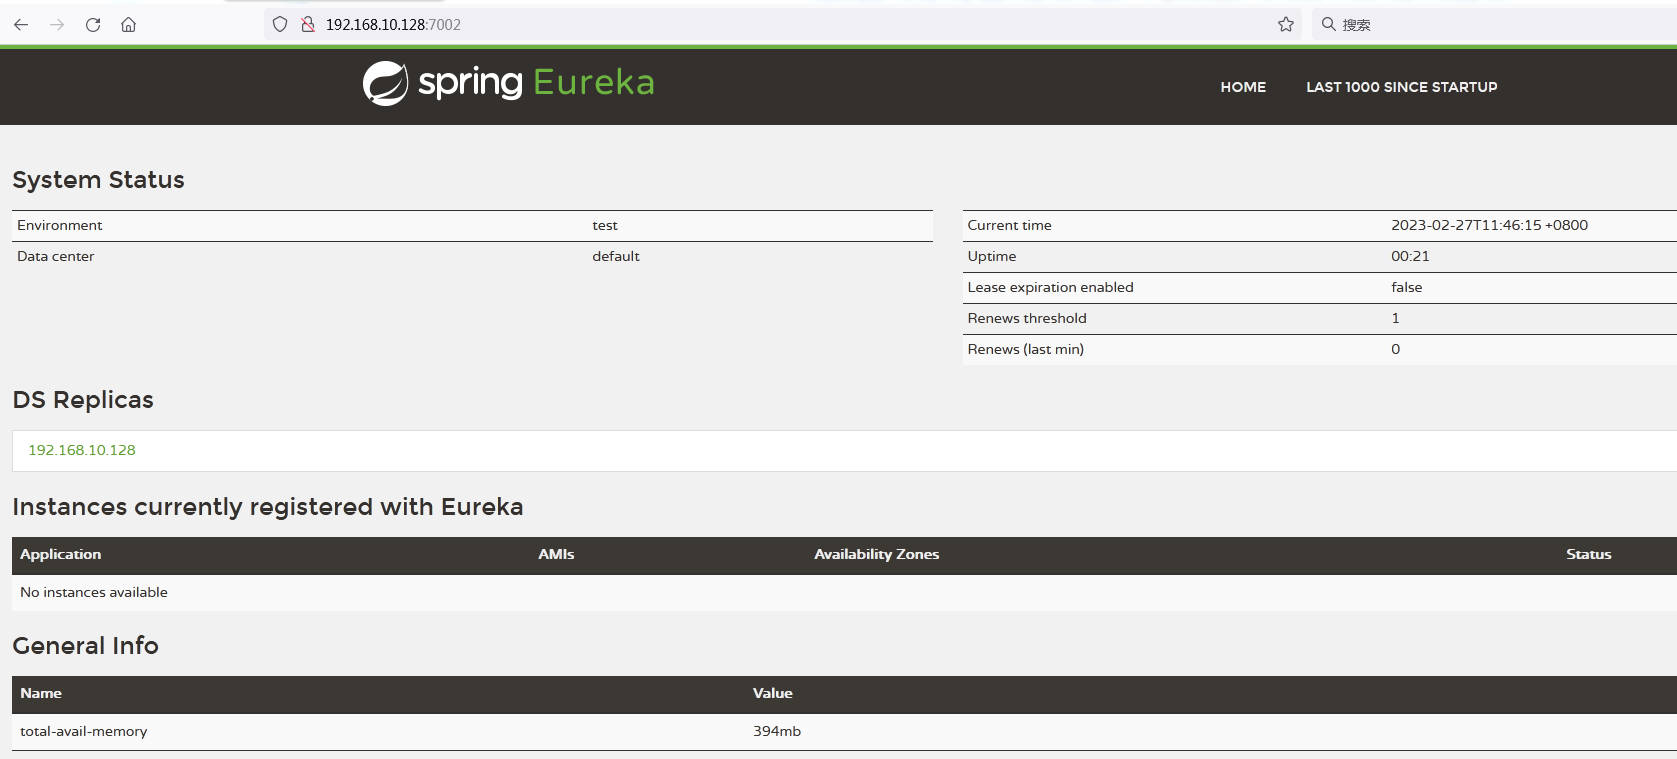 192.168.10.128:7002
搜索
spring Eureka
HOME
LAST 1000 SINCE STARTUP
System Status
Environment test
Data center default
Current time 2023-02-27T11:46:15 +0800
Uptime 00:21
Lease expiration enabled false
Renews threshold 1
Renews (last min) 0
DS Replicas
192.168.10.128
Instances currently registered with Eureka
Application AMIs Availability Zones Status
No instances available
General Info
Name Value
total-avail-memory 394mb